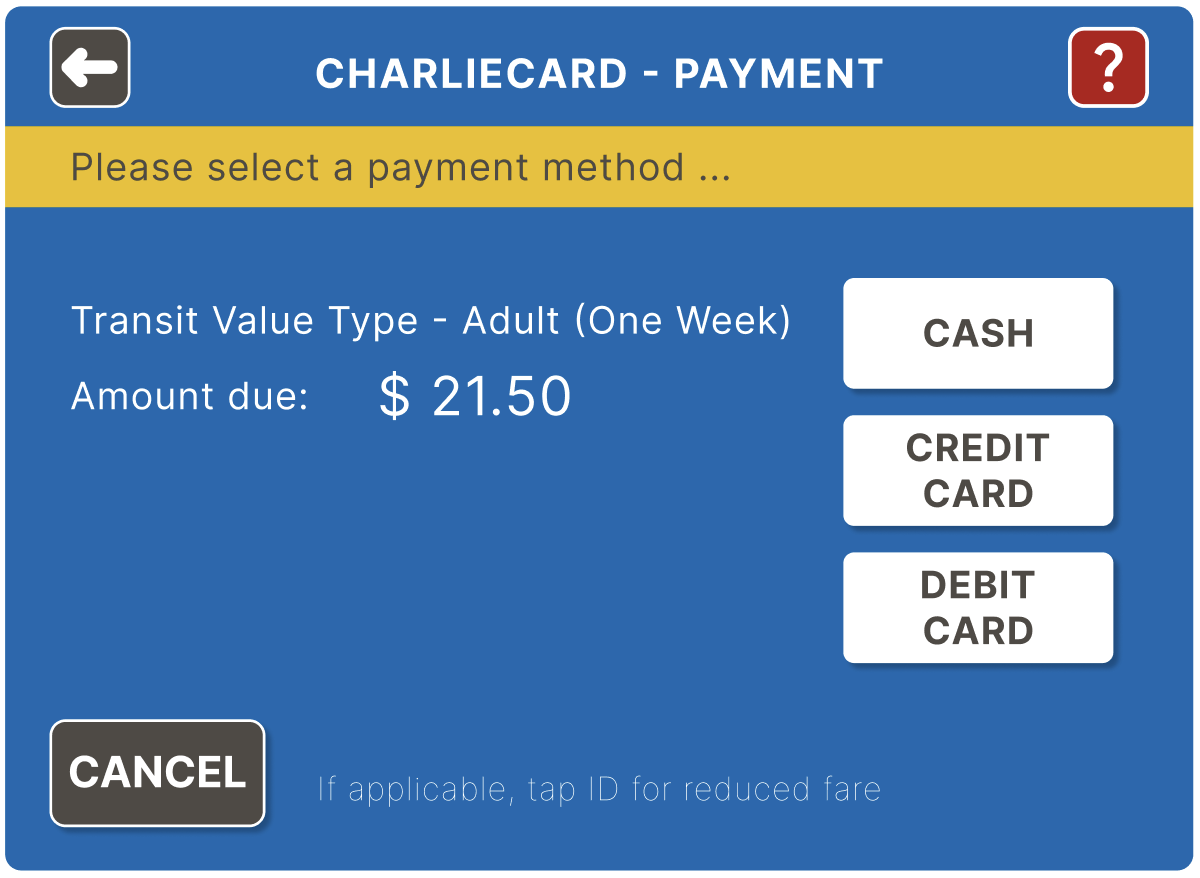 CHARLIECARD - PAYMENT
?
Please select a payment method ...
Transit Value Type - Adult (One Week)
Amount due: $ 21.50
CASH
CREDIT
CARD
DEBIT
CARD
CANCEL
If applicable, tap ID for reduced fare